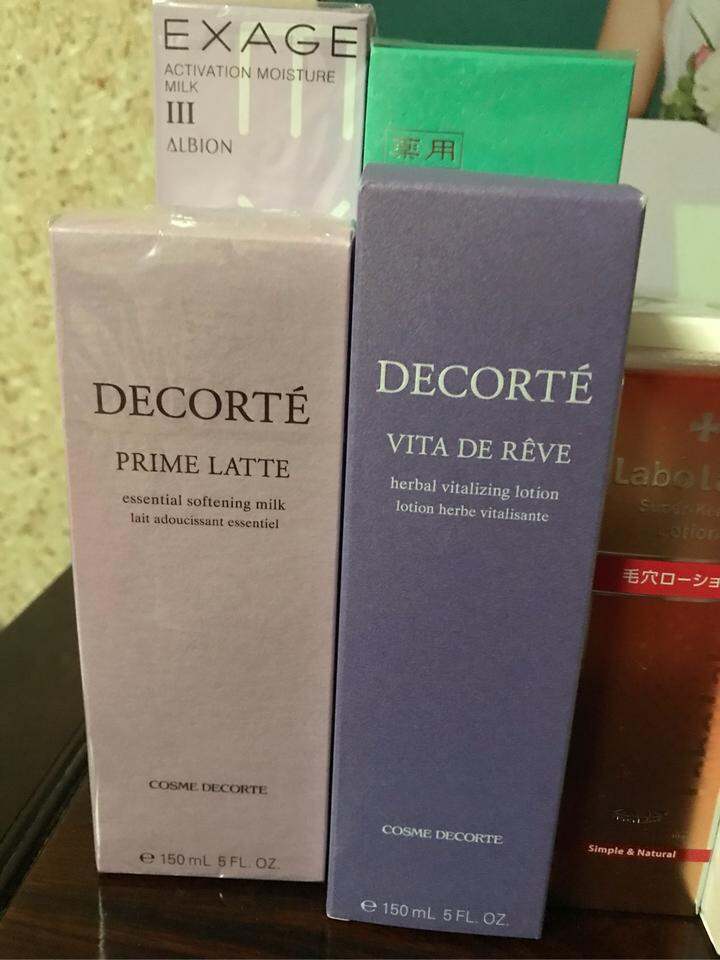 EXAGE
ACTIVATION MOISTURE
MILK
III
ALBION
薬用
DECORTÉ
PRIME LATTE
essential softening milk
lait adoucissant essentiel
COSME DECORTE
℮ 150 mL 5 FL. OZ.
DECORTÉ
VITA DE RÊVE
herbal vitalizing lotion
lotion herbe vitalisante
COSME DECORTE
℮ 150 mL 5 FL. OZ.
Labo
Super
毛穴ローショ
Simple & Natural